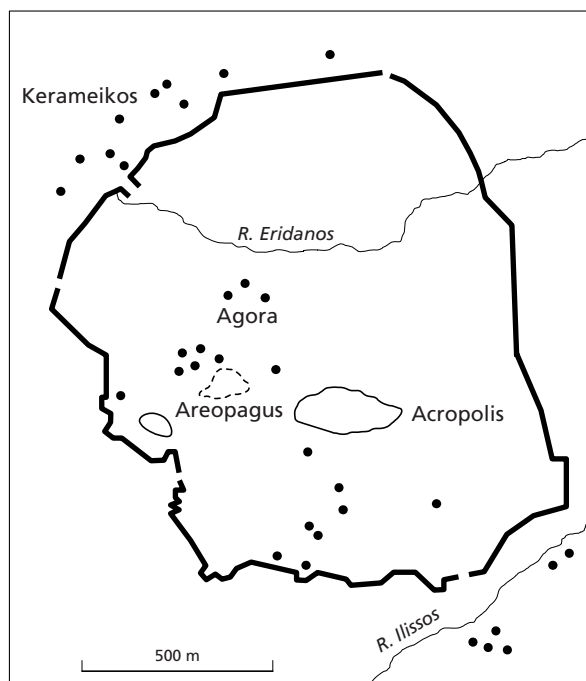 Kerameikos
R. Eridanos
Agora
Areopagus
Acropolis
R. Ilissos
500 m